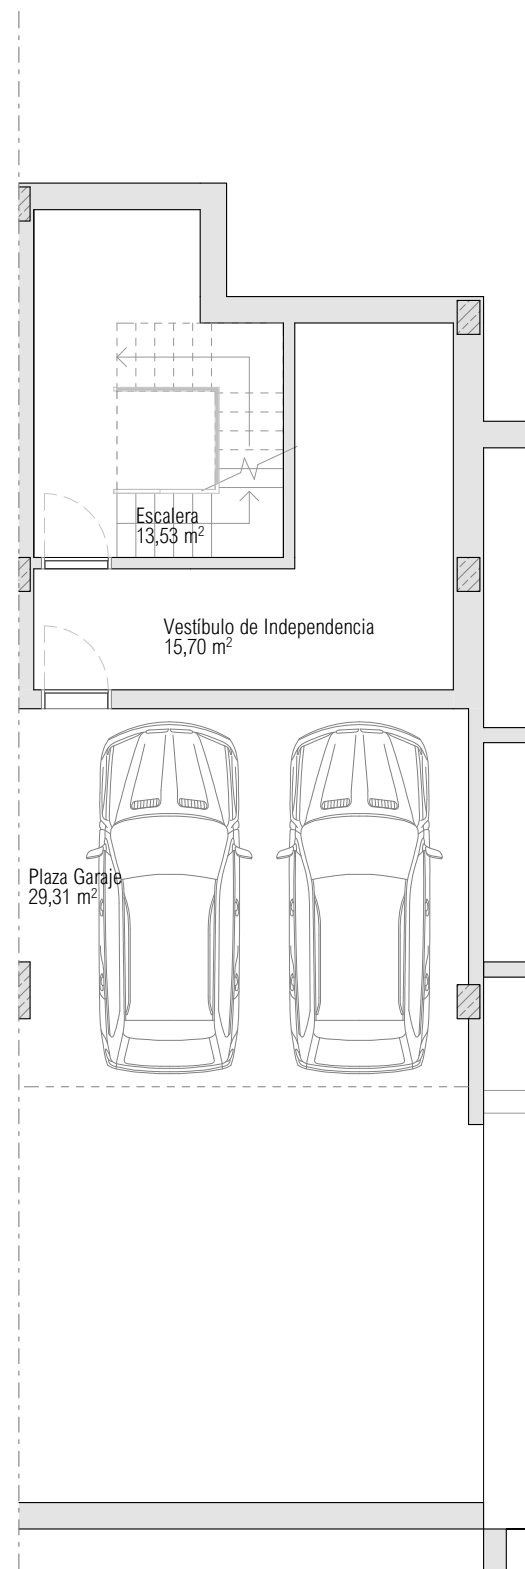 Escalera
13,53 m²
Vestíbulo de Independencia
15,70 m²
Plaza Garaje
29,31 m²